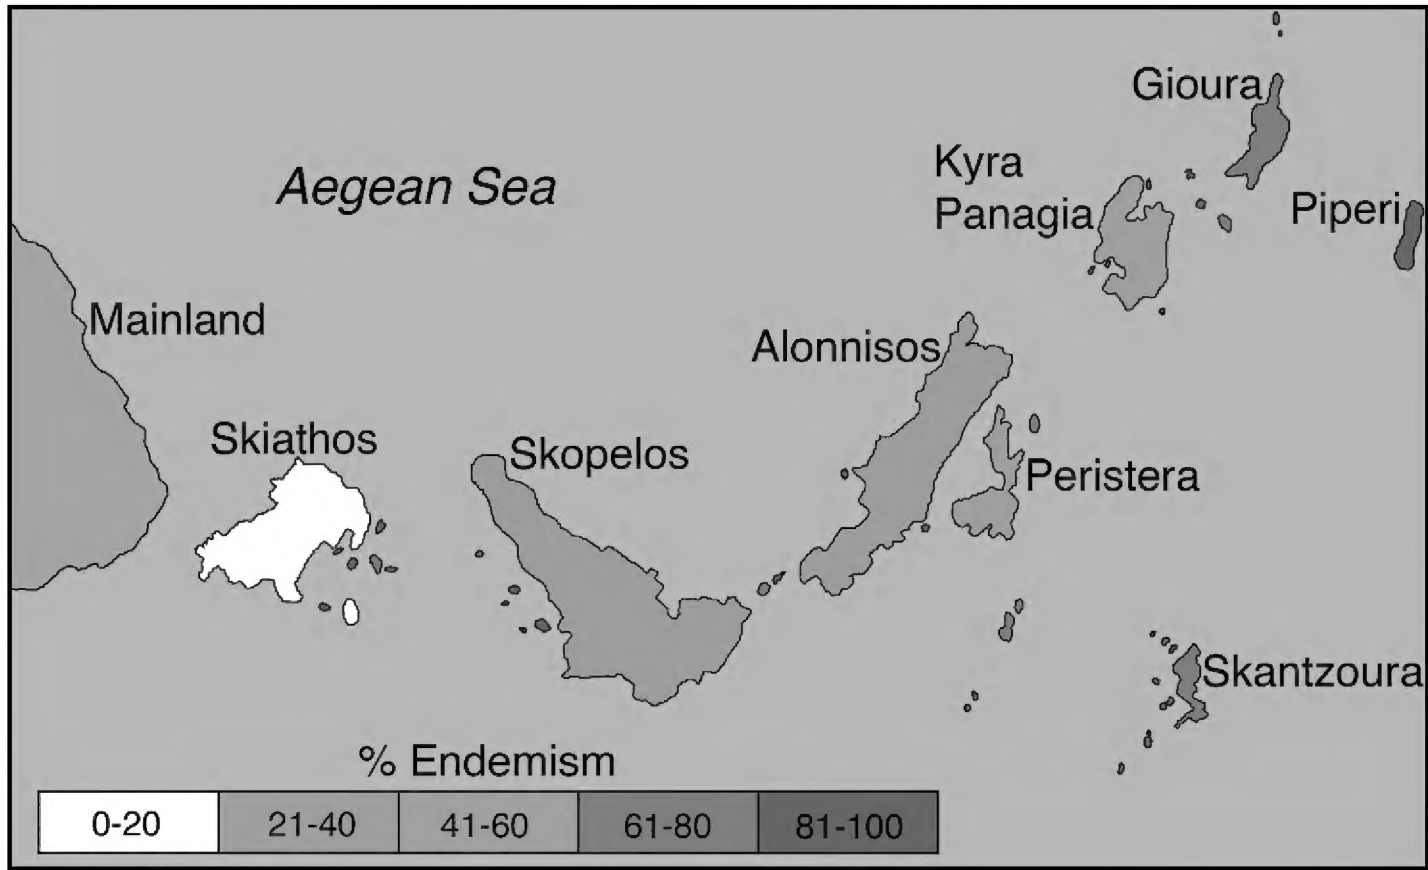 Gioura
Aegean Sea
Kyra
Panagia
Piperi
Mainland
Alonnisos
Skiathos
Skopelos
Peristera
Skantzoura
% Endemism
0-20 21-40 41-60 61-80 81-100